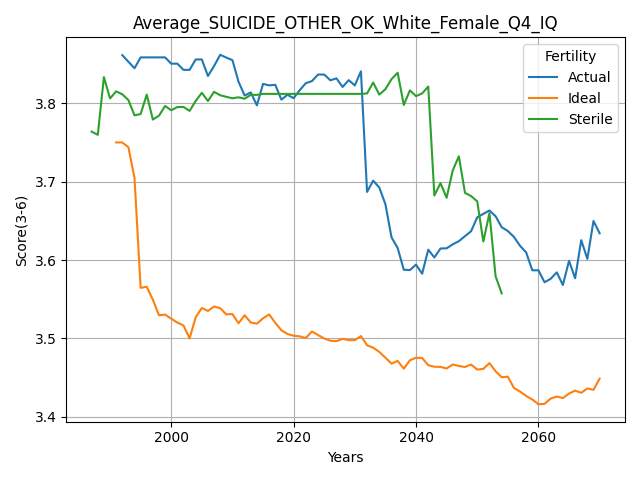 Average_SUICIDE_OTHER_OK_White_Female_Q4_IQ
Fertility
Actual
Ideal
Sterile
Score(3-6)
3.8
3.7
3.6
3.5
3.4
2000 2020 2040 2060
Years